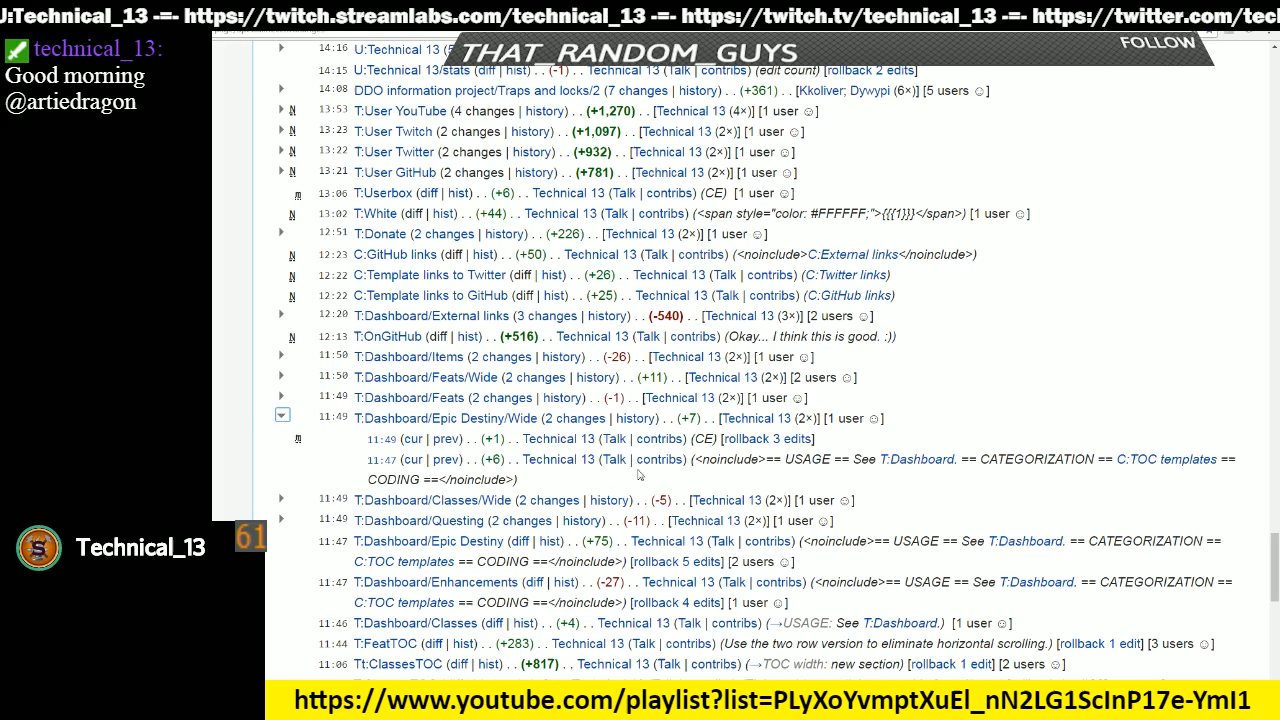 U:Technical_13 -=- https://twitch.streamlabs.com/technical_13 -=- https://twitch.tv/technical_13 -=- https://twitter.com/tec
technical_13:
Good morning
@artiedragon
THAT_RANDOM_GUYS
FOLLOW
14:16 U:Technical 13 (5
14:15 U:Technical 13/stats (diff | hist) . . (-1) . . Technical 13 (Talk | contribs) (edit count) [rollback 2 edits]
14:08 DDO information project/Traps and locks/2 (7 changes | history) . . (+361) . . [Kkoliver; Dywypi (6×)] [5 users ☺]
N 13:53 T:User YouTube (4 changes | history) . . (+1,270) . . [Technical 13 (4×)] [1 user ☺]
N 13:23 T:User Twitch (2 changes | history) . . (+1,097) . . [Technical 13 (2×)] [1 user ☺]
N 13:22 T:User Twitter (2 changes | history) . . (+932) . . [Technical 13 (2×)] [1 user ☺]
N 13:21 T:User GitHub (2 changes | history) . . (+781) . . [Technical 13 (2×)] [1 user ☺]
m 13:06 T:Userbox (diff | hist) . . (+6) . . Technical 13 (Talk | contribs) (CE) [1 user ☺]
N 13:02 T:White (diff | hist) . . (+44) . . Technical 13 (Talk | contribs) (<span style="color: #FFFFFF;">{{{1}}}</span>) [1 user ☺]
12:51 T:Donate (2 changes | history) . . (+226) . . [Technical 13 (2×)] [1 user ☺]
N 12:23 C:GitHub links (diff | hist) . . (+50) . . Technical 13 (Talk | contribs) (<noinclude>C:External links</noinclude>)
N 12:22 C:Template links to Twitter (diff | hist) . . (+26) . . Technical 13 (Talk | contribs) (C:Twitter links)
N 12:22 C:Template links to GitHub (diff | hist) . . (+25) . . Technical 13 (Talk | contribs) (C:GitHub links)
12:20 T:Dashboard/External links (3 changes | history) . . (-540) . . [Technical 13 (3×)] [2 users ☺]
N 12:13 T:OnGitHub (diff | hist) . . (+516) . . Technical 13 (Talk | contribs) (Okay... I think this is good. :))
11:50 T:Dashboard/Items (2 changes | history) . . (-26) . . [Technical 13 (2×)] [1 user ☺]
11:50 T:Dashboard/Feats/Wide (2 changes | history) . . (+11) . . [Technical 13 (2×)] [2 users ☺]
11:49 T:Dashboard/Feats (2 changes | history) . . (-1) . . [Technical 13 (2×)] [1 user ☺]
11:49 T:Dashboard/Epic Destiny/Wide (2 changes | history) . . (+7) . . [Technical 13 (2×)] [1 user ☺]
m 11:49 (cur | prev) . . (+1) . . Technical 13 (Talk | contribs) (CE) [rollback 3 edits]
11:47 (cur | prev) . . (+6) . . Technical 13 (Talk | contribs) (<noinclude>== USAGE == See T:Dashboard. == CATEGORIZATION == C:TOC templates ==
CODING ==</noinclude>)
11:49 T:Dashboard/Classes/Wide (2 changes | history) . . (-5) . . [Technical 13 (2×)] [1 user ☺]
11:49 T:Dashboard/Questing (2 changes | history) . . (-11) . . [Technical 13 (2×)] [1 user ☺]
11:47 T:Dashboard/Epic Destiny (diff | hist) . . (+75) . . Technical 13 (Talk | contribs) (<noinclude>== USAGE == See T:Dashboard. == CATEGORIZATION ==
C:TOC templates == CODING ==</noinclude>) [rollback 5 edits] [2 users ☺]
11:47 T:Dashboard/Enhancements (diff | hist) . . (-27) . . Technical 13 (Talk | contribs) (<noinclude>== USAGE == See T:Dashboard. == CATEGORIZATION ==
C:TOC templates == CODING ==</noinclude>) [rollback 4 edits] [1 user ☺]
11:46 T:Dashboard/Classes (diff | hist) . . (+4) . . Technical 13 (Talk | contribs) (→USAGE: See T:Dashboard.) [1 user ☺]
11:44 T:FeatTOC (diff | hist) . . (+283) . . Technical 13 (Talk | contribs) (Use the two row version to eliminate horizontal scrolling.) [rollback 1 edit] [3 users ☺]
11:06 Tt:ClassesTOC (diff | hist) . . (+817) . . Technical 13 (Talk | contribs) (→TOC width: new section) [rollback 1 edit] [2 users ☺]
Technical_13
61
https://www.youtube.com/playlist?list=PLyXoYvmptXuEl_nN2LG1ScInP17e-YmI1